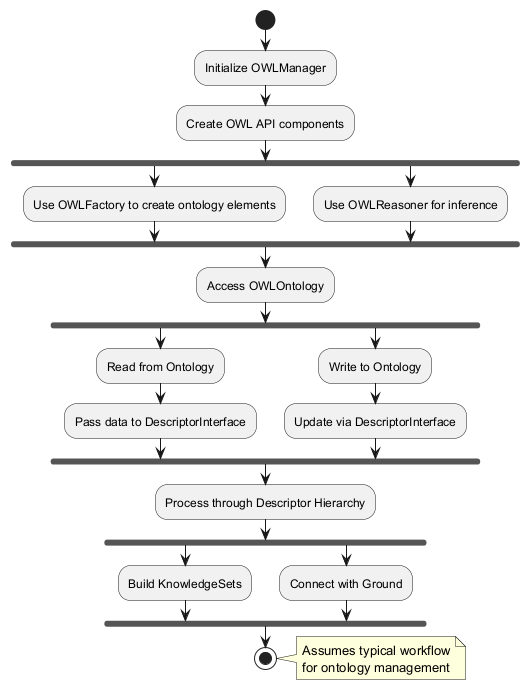 Initialize OWLManager
Create OWL API components
Use OWLFactory to create ontology elements
Use OWLReasoner for inference
Access OWLOntology
Read from Ontology
Write to Ontology
Pass data to DescriptorInterface
Update via DescriptorInterface
Process through Descriptor Hierarchy
Build KnowledgeSets
Connect with Ground
Assumes typical workflow
for ontology management